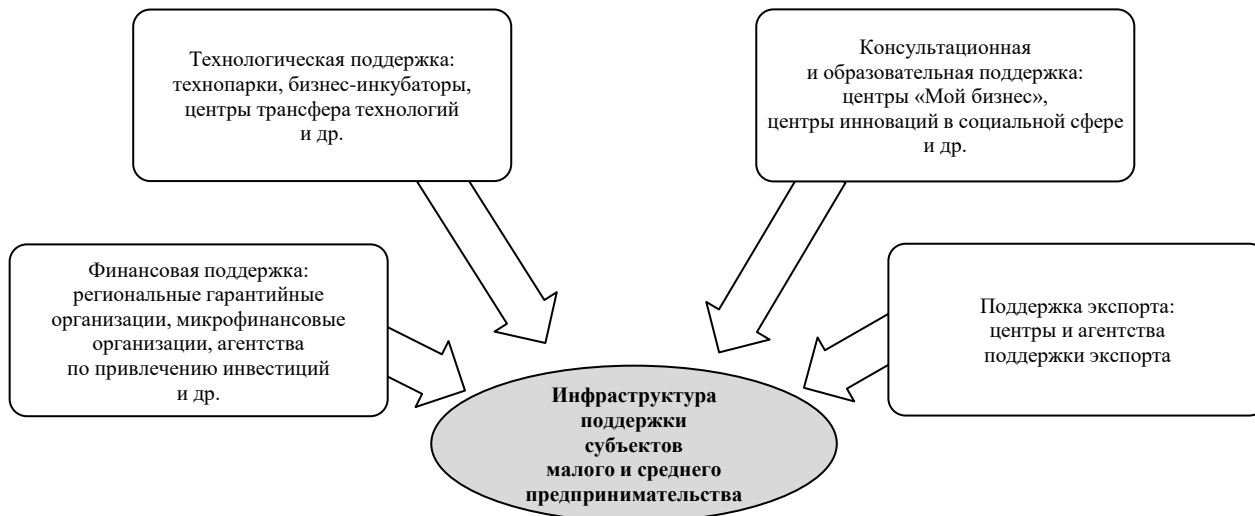 Технологическая поддержка:
технопарки, бизнес-инкубаторы,
центры трансфера технологий
и др.
Консультационная
и образовательная поддержка:
центры «Мой бизнес»,
центры инноваций в социальной сфере
и др.
Финансовая поддержка:
региональные гарантийные
организации, микрофинансовые
организации, агентства
по привлечению инвестиций
и др.
Поддержка экспорта:
центры и агентства
поддержки экспорта
Инфраструктура
поддержки
субъектов
малого и среднего
предпринимательства